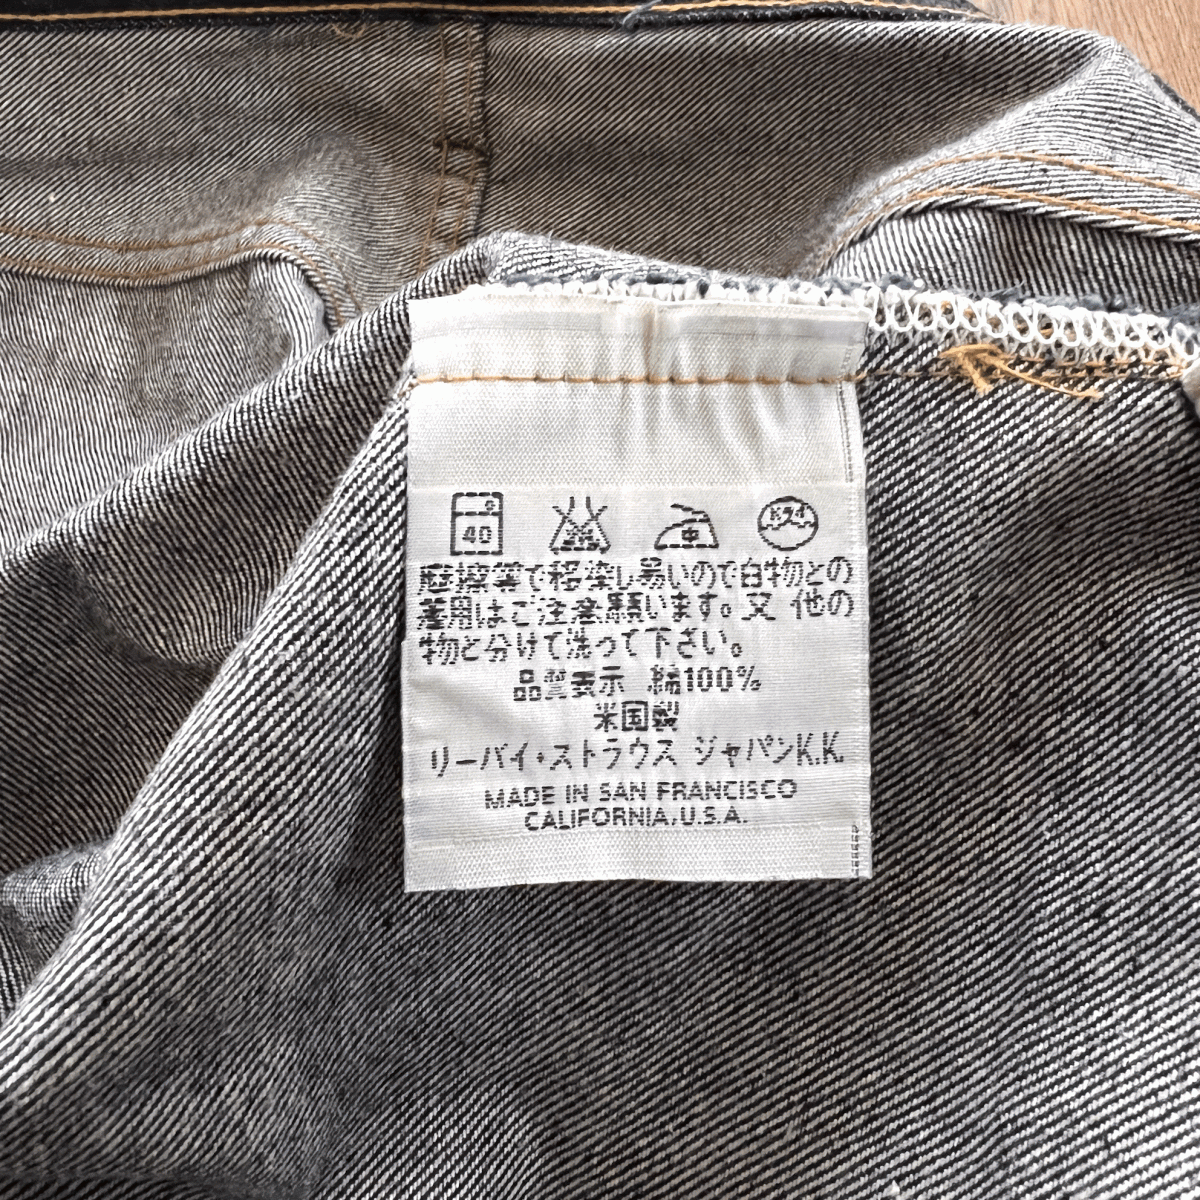 40
中
ドライ
摩擦等で移染し易いので白物との
着用はご注意願います。又 他の
物と分けて洗って下さい。
品質表示 綿100%
米国製
リーバイ・ストラウス ジャパンK.K.
MADE IN SAN FRANCISCO
CALIFORNIA, U.S.A.